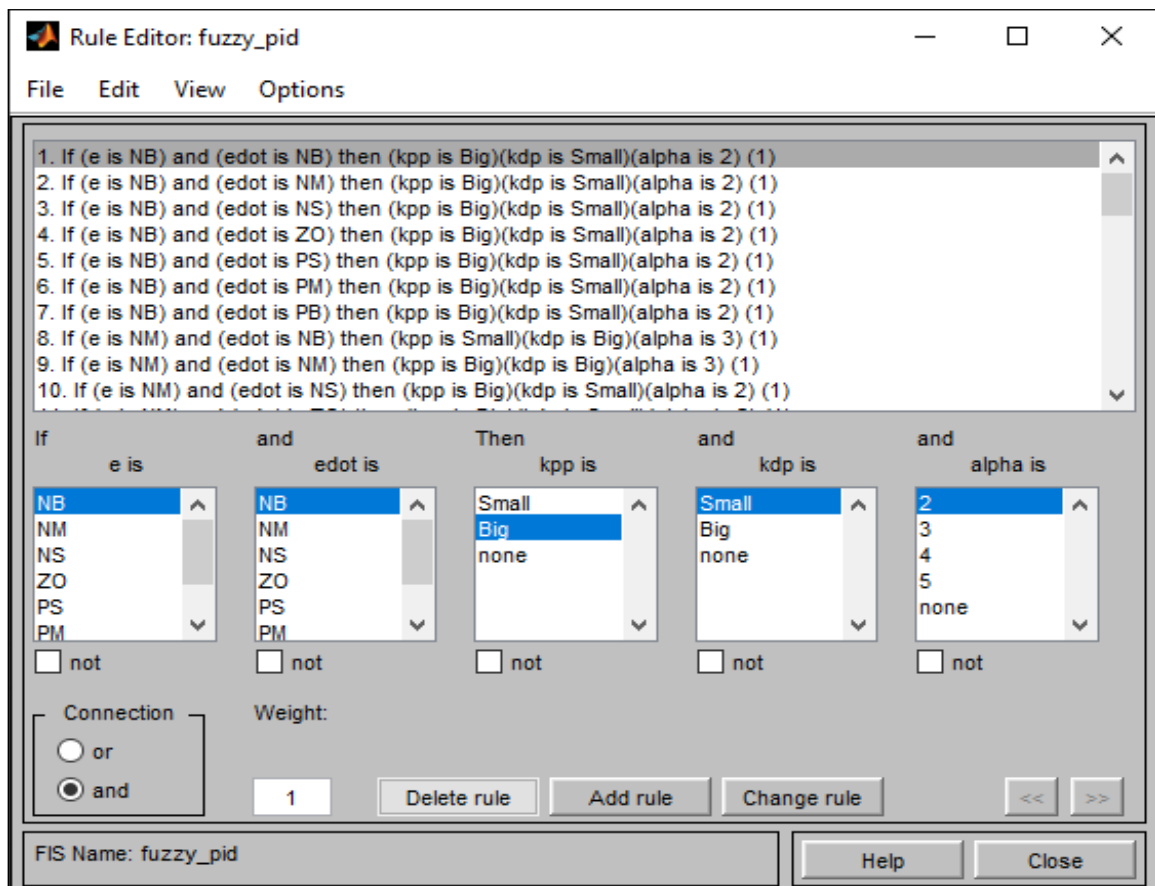 Rule Editor: fuzzy_pid
File Edit View Options
1. If (e is NB) and (edot is NB) then (kpp is Big)(kdp is Small)(alpha is 2) (1)
2. If (e is NB) and (edot is NM) then (kpp is Big)(kdp is Small)(alpha is 2) (1)
3. If (e is NB) and (edot is NS) then (kpp is Big)(kdp is Small)(alpha is 2) (1)
4. If (e is NB) and (edot is ZO) then (kpp is Big)(kdp is Small)(alpha is 2) (1)
5. If (e is NB) and (edot is PS) then (kpp is Big)(kdp is Small)(alpha is 2) (1)
6. If (e is NB) and (edot is PM) then (kpp is Big)(kdp is Small)(alpha is 2) (1)
7. If (e is NB) and (edot is PB) then (kpp is Big)(kdp is Small)(alpha is 2) (1)
8. If (e is NM) and (edot is NB) then (kpp is Small)(kdp is Big)(alpha is 3) (1)
9. If (e is NM) and (edot is NM) then (kpp is Big)(kdp is Big)(alpha is 3) (1)
10. If (e is NM) and (edot is NS) then (kpp is Big)(kdp is Small)(alpha is 2) (1)
If and Then and and
e is edot is kpp is kdp is alpha is
NB NB Small Small 2
NM NM Big Big 3
NS NS none none 4
ZO ZO 5
PS PS none
PM PM
not not not not not
Connection Weight:
or
and 1 Delete rule Add rule Change rule << >>
FIS Name: fuzzy_pid Help Close